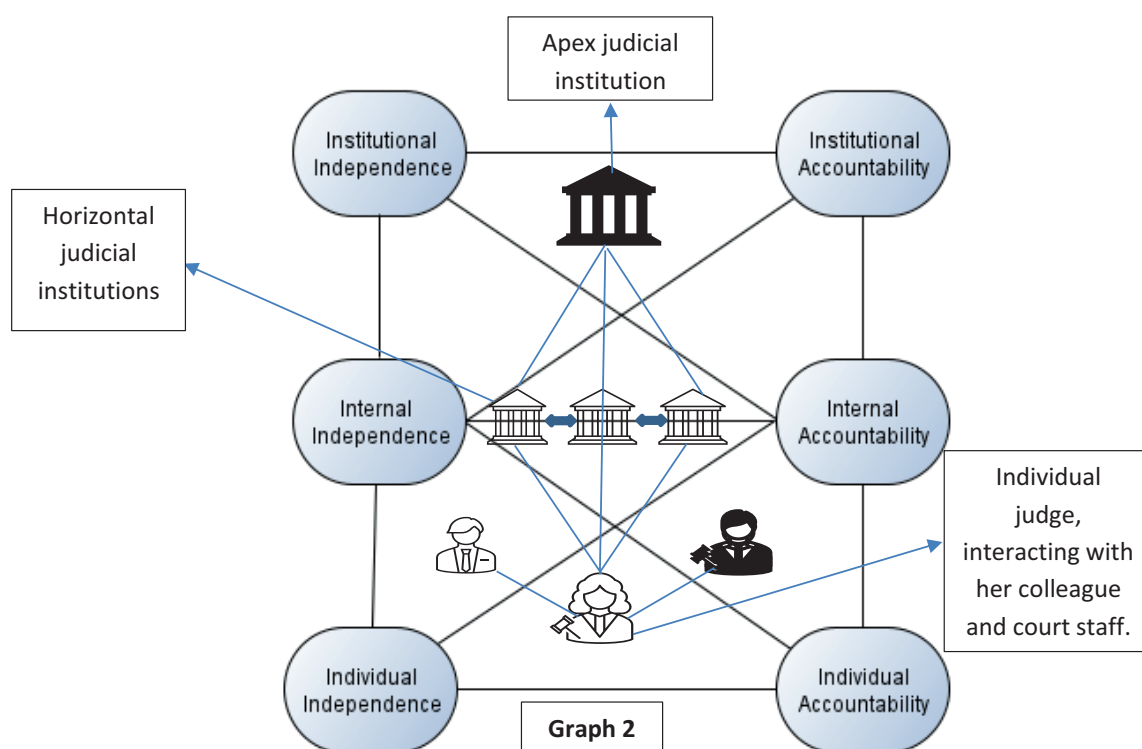 Apex judicial
institution
Institutional
Independence
Institutional
Accountability
Horizontal
judicial
institutions
Internal
Independence
Internal
Accountability
Individual
judge,
interacting with
her colleague
and court staff.
Individual
Independence
Individual
Accountability
Graph 2